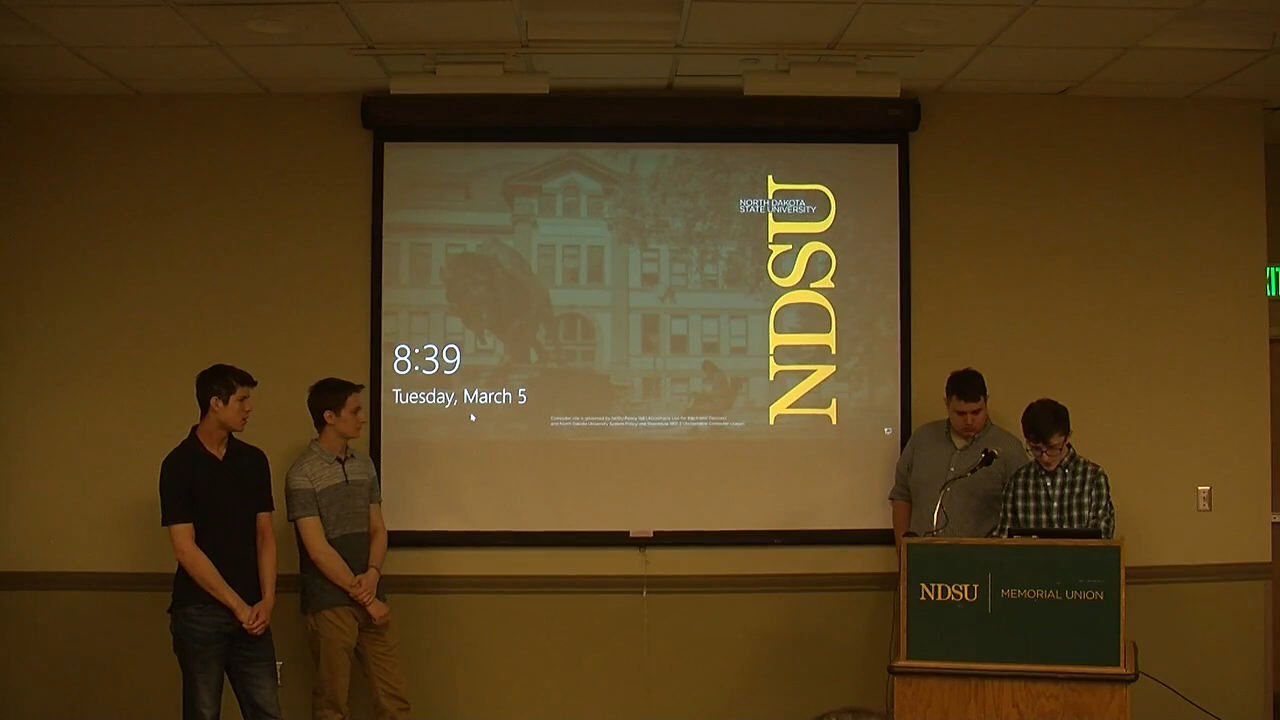 NORTH DAKOTA
STATE UNIVERSITY
NDSU
8:39
Tuesday, March 5
NDSU
MEMORIAL UNION